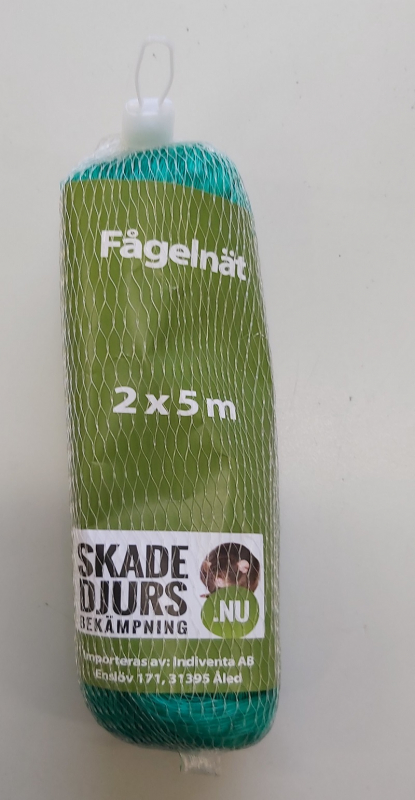 Fågelnät
2 x 5 m
SKADE
DJURS
BEKÄMPNING
.NU
Importeras av: Indiventa AB
Enslöv 171, 31395 Åled